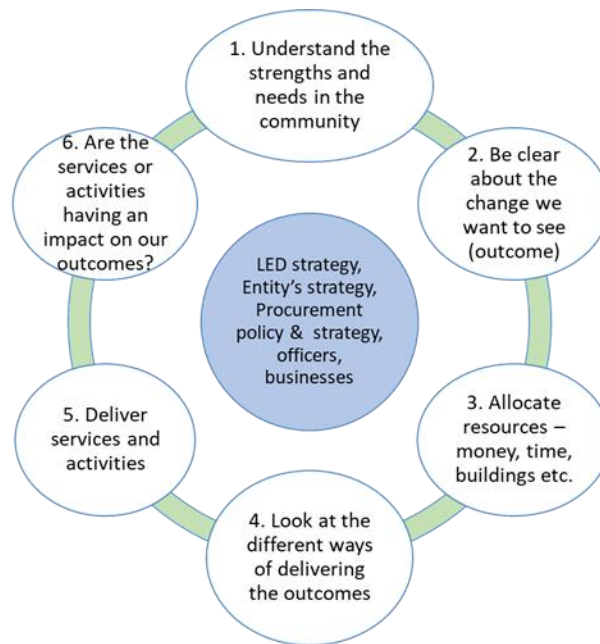 1. Understand the
strengths and
needs in the
community
2. Be clear
about the
change we
want to see
(outcome)
3. Allocate
resources –
money, time,
buildings etc.
4. Look at the
different ways
of delivering
the outcomes
5. Deliver
services and
activities
6. Are the
services or
activities
having an
impact on our
outcomes?
LED strategy,
Entity’s strategy,
Procurement
policy & strategy,
officers,
businesses